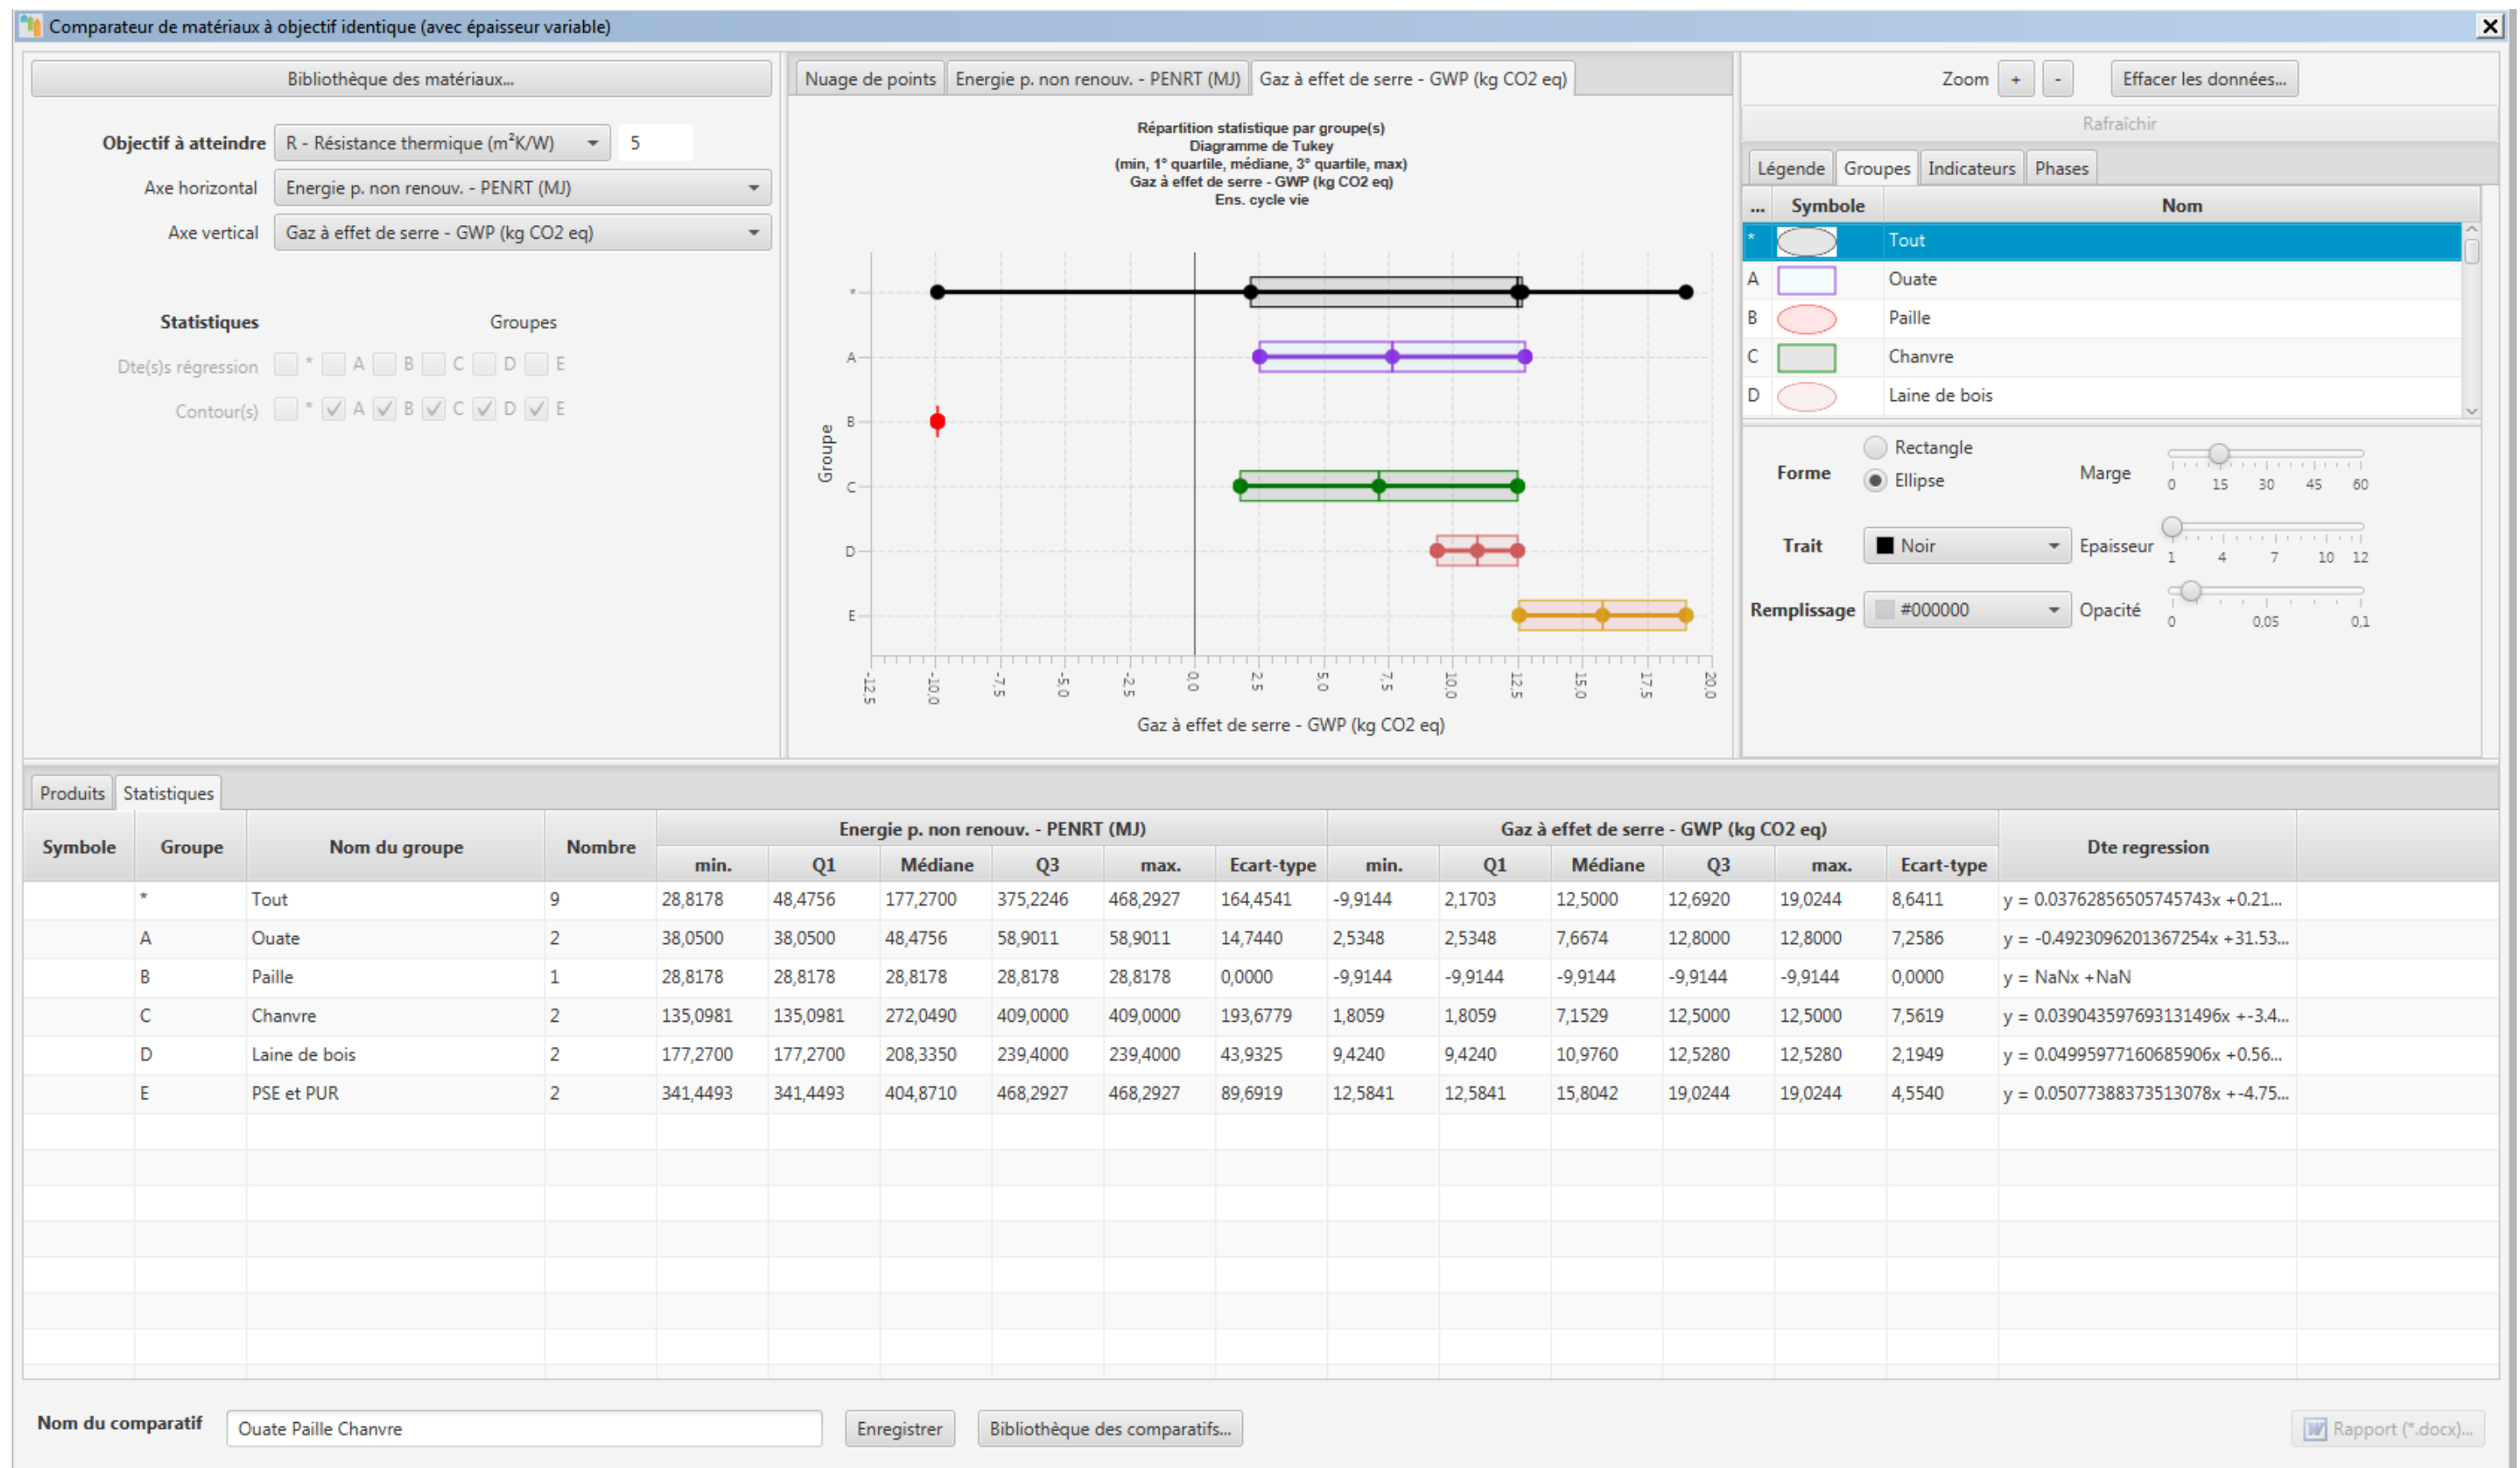 Comparateur de matériaux à objectif identique (avec épaisseur variable)
Bibliothèque des matériaux...
Objectif à atteindre R - Résistance thermique (m²K/W) 5
Axe horizontal Energie p. non renouv. - PENRT (MJ)
Axe vertical Gaz à effet de serre - GWP (kg CO2 eq)
Statistiques Groupes
Dte(s)s régression * A B C D E
Contour(s) * A B C D E
Nuage de points Energie p. non renouv. - PENRT (MJ) Gaz à effet de serre - GWP (kg CO2 eq)
Répartition statistique par groupe(s)
Diagramme de Tukey
(min, 1° quartile, médiane, 3° quartile, max)
Gaz à effet de serre - GWP (kg CO2 eq)
Ens. cycle vie
Groupe
*
A
B
C
D
E
-12,5 -10,0 -7,5 -5,0 -2,5 0,0 2,5 5,0 7,5 10,0 12,5 15,0 17,5 20,0
Gaz à effet de serre - GWP (kg CO2 eq)
Zoom + - Effacer les données...
Rafraîchir
Légende Groupes Indicateurs Phases
... Symbole Nom
* Tout
A Ouate
B Paille
C Chanvre
D Laine de bois
Forme Rectangle
Ellipse
Marge 0 15 30 45 60
Trait Noir Epaisseur 1 4 7 10 12
Remplissage #000000 Opacité 0 0,05 0,1
Produits Statistiques
Symbole Groupe Nom du groupe Nombre Energie p. non renouv. - PENRT (MJ) Gaz à effet de serre - GWP (kg CO2 eq) Dte regression
min. Q1 Médiane Q3 max. Ecart-type min. Q1 Médiane Q3 max. Ecart-type
* Tout 9 28,8178 48,4756 177,2700 375,2246 468,2927 164,4541 -9,9144 2,1703 12,5000 12,6920 19,0244 8,6411 y = 0.03762856505745743x +0.21...
A Ouate 2 38,0500 38,0500 48,4756 58,9011 58,9011 14,7440 2,5348 2,5348 7,6674 12,8000 12,8000 7,2586 y = -0.4923096201367254x +31.53...
B Paille 1 28,8178 28,8178 28,8178 28,8178 28,8178 0,0000 -9,9144 -9,9144 -9,9144 -9,9144 -9,9144 0,0000 y = NaNx +NaN
C Chanvre 2 135,0981 135,0981 272,0490 409,0000 409,0000 193,6779 1,8059 1,8059 7,1529 12,5000 12,5000 7,5619 y = 0.039043597693131496x +-3.4...
D Laine de bois 2 177,2700 177,2700 208,3350 239,4000 239,4000 43,9325 9,4240 9,4240 10,9760 12,5280 12,5280 2,1949 y = 0.04995977160685906x +0.56...
E PSE et PUR 2 341,4493 341,4493 404,8710 468,2927 468,2927 89,6919 12,5841 12,5841 15,8042 19,0244 19,0244 4,5540 y = 0.05077388373513078x +-4.75...
Nom du comparatif Ouate Paille Chanvre Enregistrer Bibliothèque des comparatifs... Rapport (*.docx)...